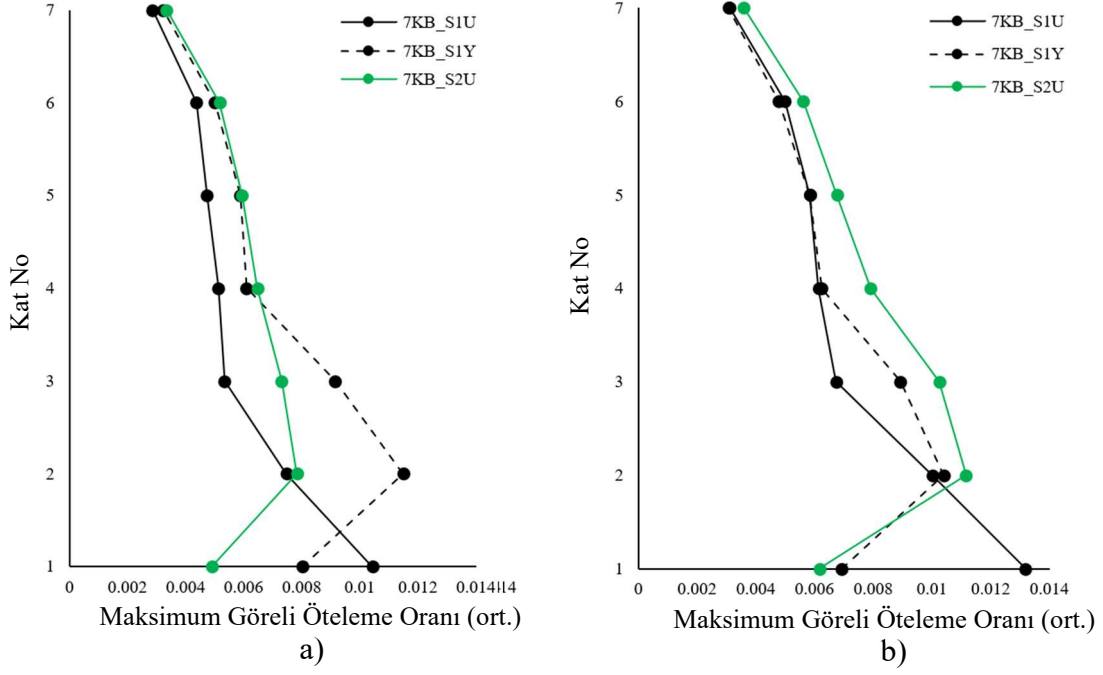 7
6
5
4
3
2
1
Kat No
7KB_S1U
7KB_S1Y
7KB_S2U
0 0.002 0.004 0.006 0.008 0.01 0.012 0.014
Maksimum Göreli Öteleme Oranı (ort.)
a)
7
6
5
4
3
2
1
Kat No
7KB_S1U
7KB_S1Y
7KB_S2U
0 0.002 0.004 0.006 0.008 0.01 0.012 0.014
Maksimum Göreli Öteleme Oranı (ort.)
b)